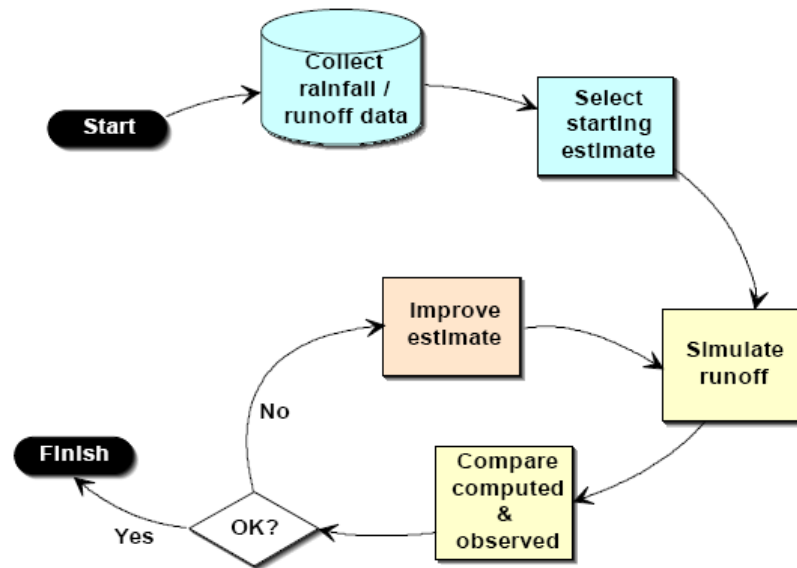 Start
Collect
rainfall /
runoff data
Select
starting
estimate
Simulate
runoff
Compare
computed
&
observed
OK?
No
Improve
estimate
Yes
Finish